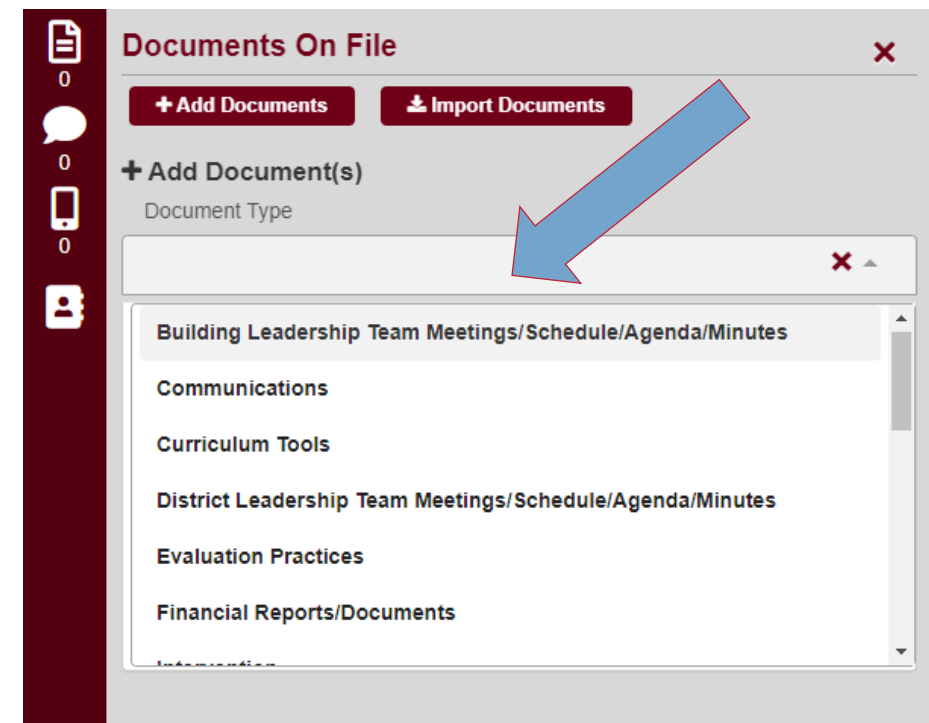 Documents On File
0
Add Documents
Import Documents
0
Add Document(s)
Document Type
0
Building Leadership Team Meetings/Schedule/Agenda/Minutes
Communications
Curriculum Tools
District Leadership Team Meetings/Schedule/Agenda/Minutes
Evaluation Practices
Financial Reports/Documents
Intervention